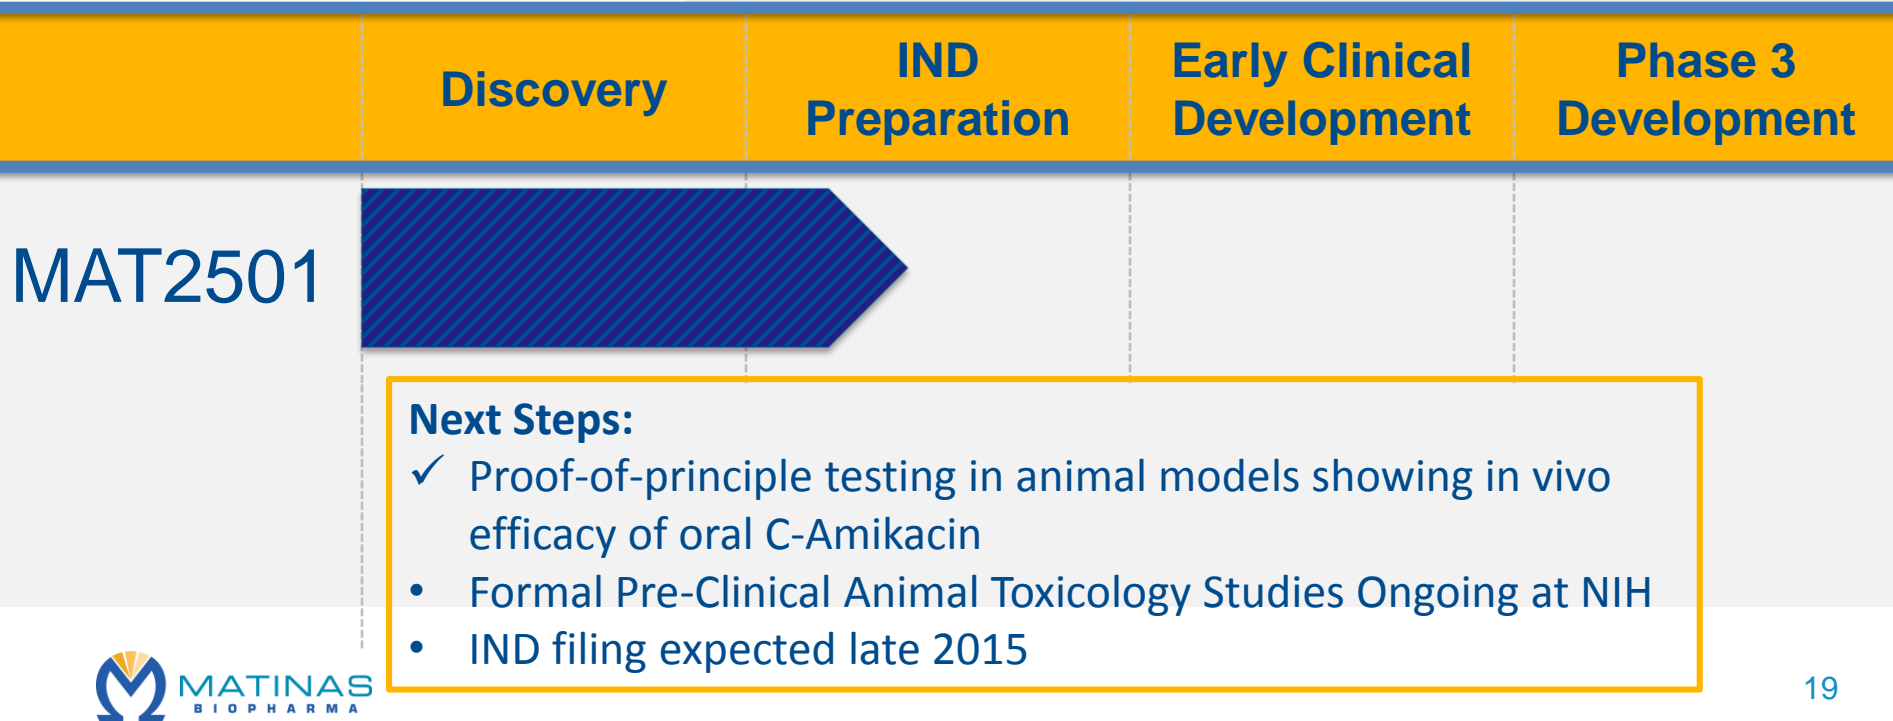 Discovery
IND
Preparation
Early Clinical
Development
Phase 3
Development
MAT2501
Next Steps:
✓ Proof-of-principle testing in animal models showing in vivo
efficacy of oral C-Amikacin
• Formal Pre-Clinical Animal Toxicology Studies Ongoing at NIH
• IND filing expected late 2015
MATINAS
BIOPHARMA
19